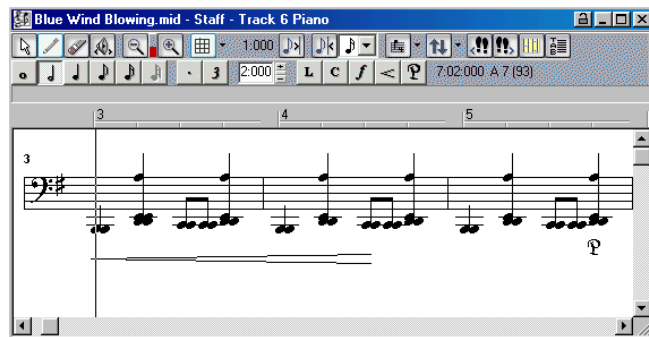 Blue Wind Blowing.mid - Staff - Track 6 Piano
1:000
3 2:000 L C f < P 7:02:000 A 7 (93)
3 4 5
3
P